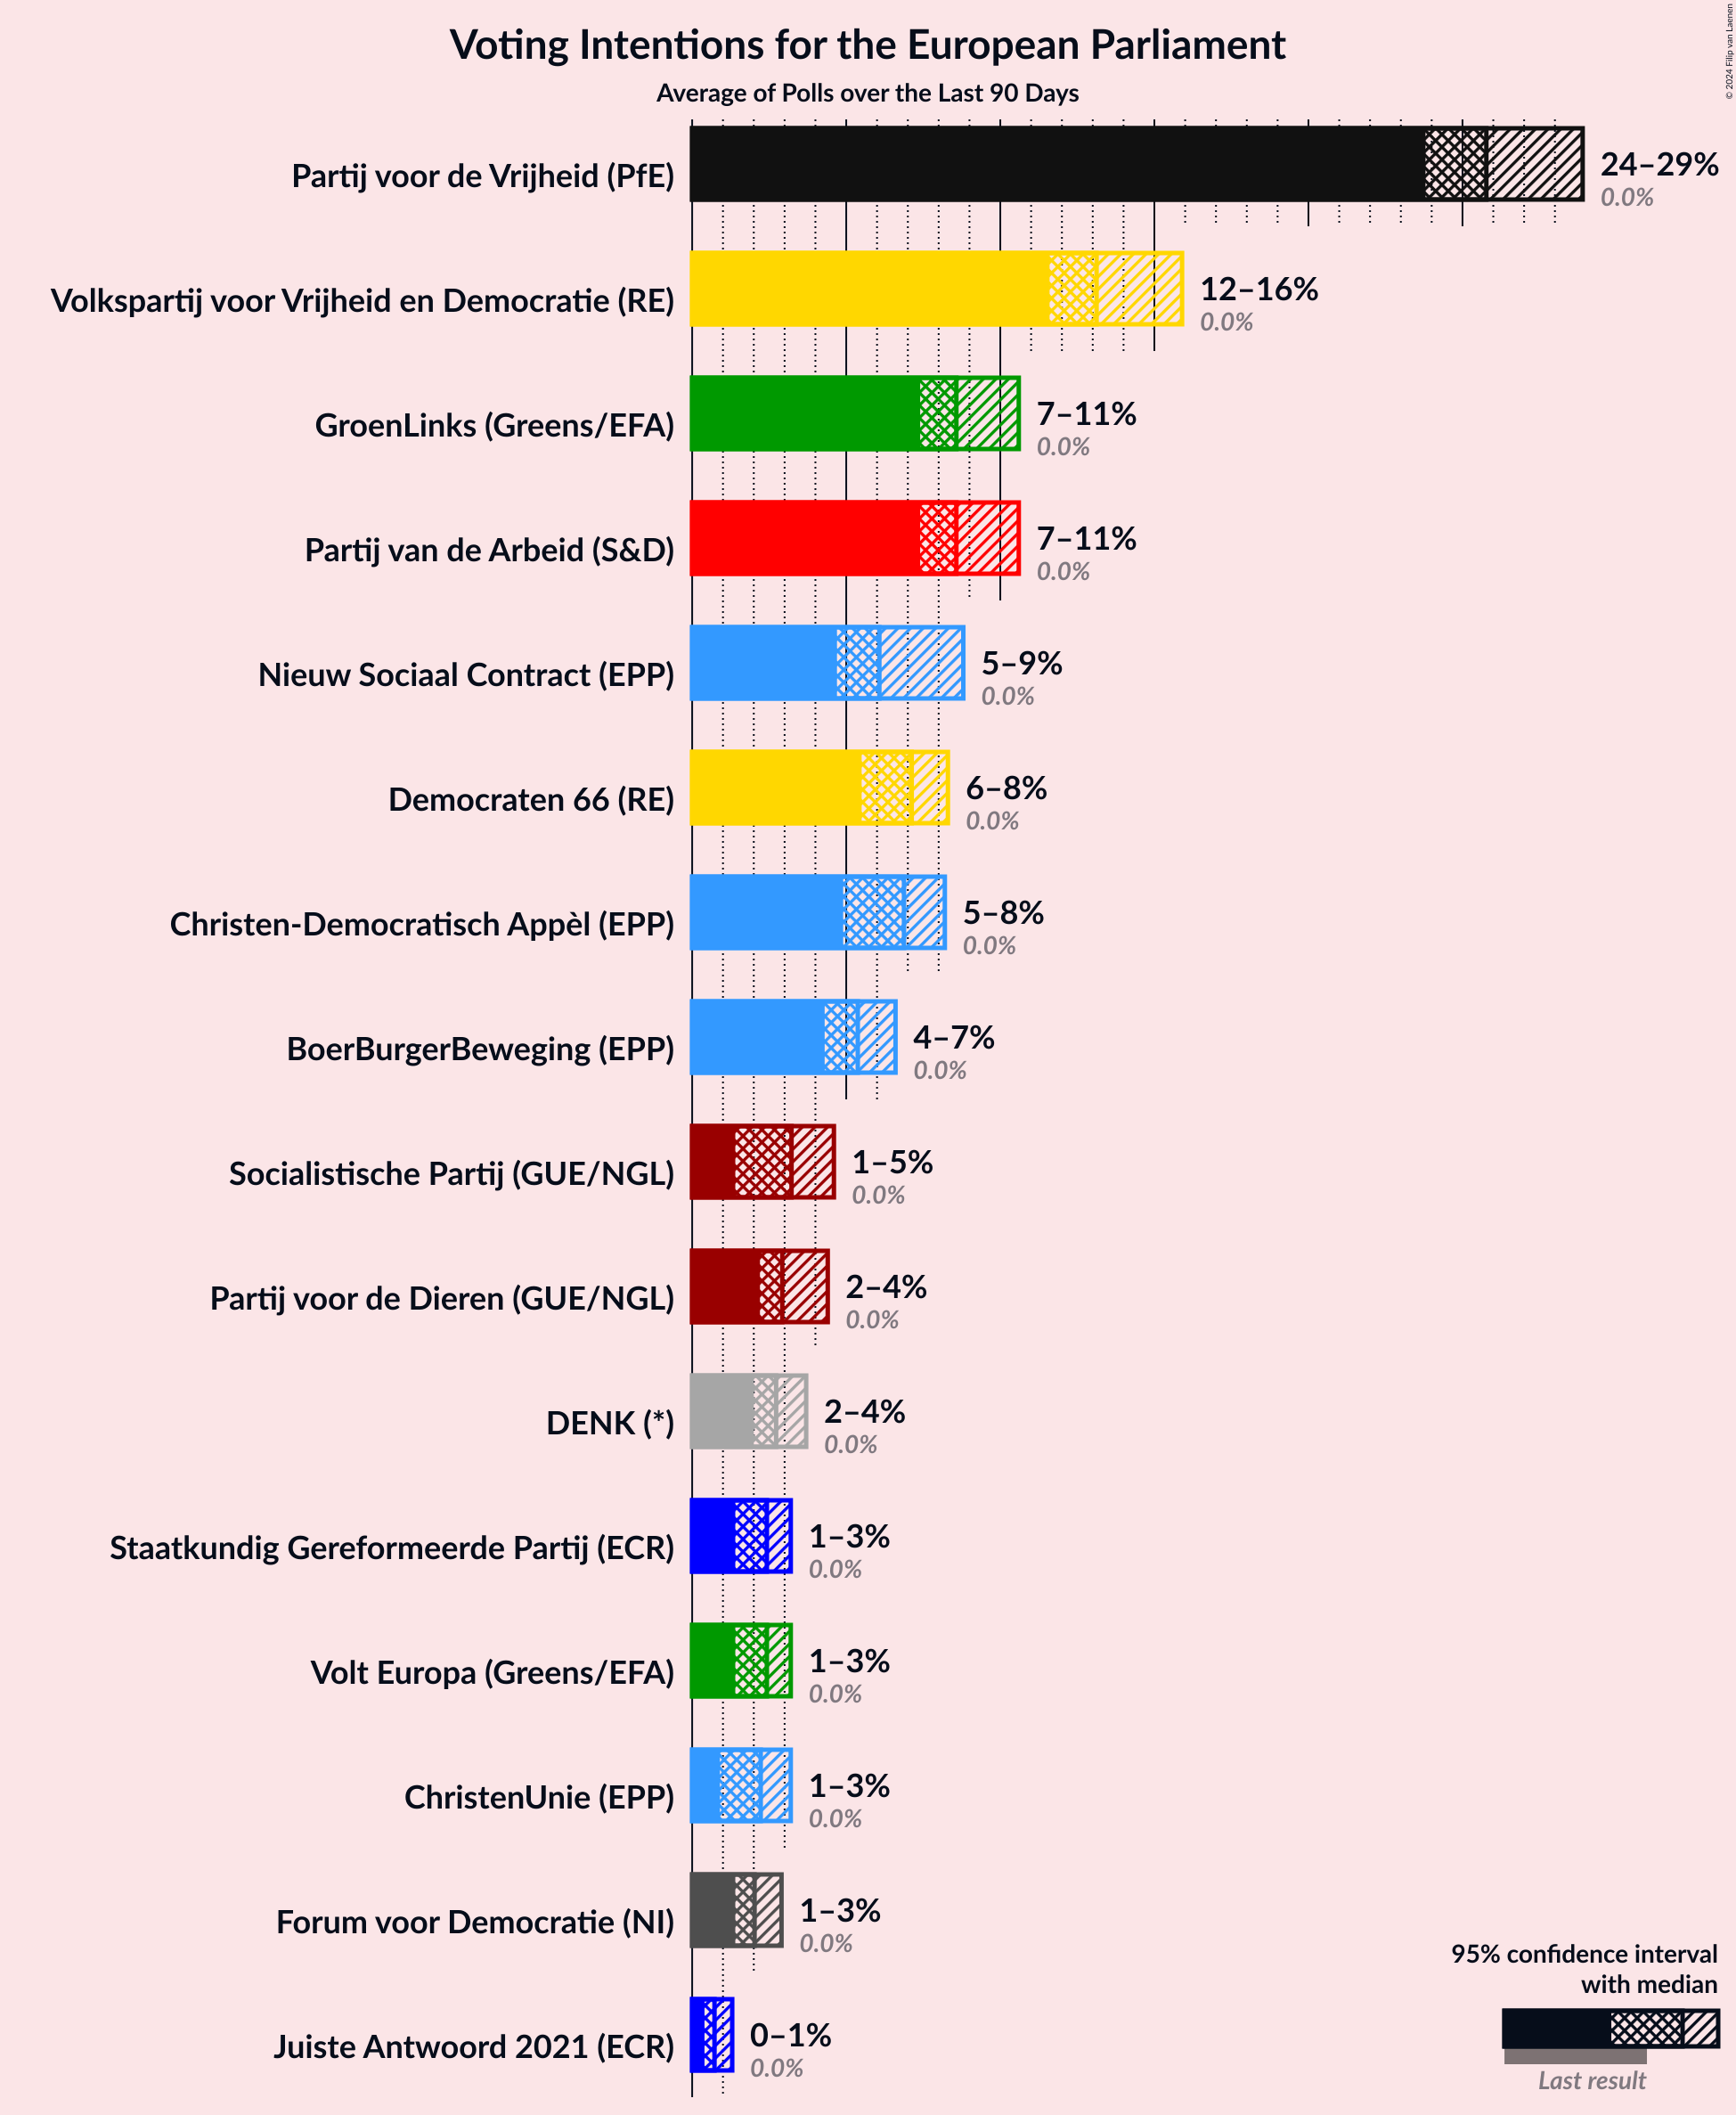 Voting Intentions for the European Parliament
Average of Polls over the Last 90 Days
© 2024 Filip van Laenen
Partij voor de Vrijheid (PfE)
24–29%
0.0%
Volkspartij voor Vrijheid en Democratie (RE)
12–16%
0.0%
GroenLinks (Greens/EFA)
7–11%
0.0%
Partij van de Arbeid (S&D)
7–11%
0.0%
Nieuw Sociaal Contract (EPP)
5–9%
0.0%
Democraten 66 (RE)
6–8%
0.0%
Christen-Democratisch Appèl (EPP)
5–8%
0.0%
BoerBurgerBeweging (EPP)
4–7%
0.0%
Socialistische Partij (GUE/NGL)
1–5%
0.0%
Partij voor de Dieren (GUE/NGL)
2–4%
0.0%
DENK (*)
2–4%
0.0%
Staatkundig Gereformeerde Partij (ECR)
1–3%
0.0%
Volt Europa (Greens/EFA)
1–3%
0.0%
ChristenUnie (EPP)
1–3%
0.0%
Forum voor Democratie (NI)
1–3%
0.0%
Juiste Antwoord 2021 (ECR)
0–1%
0.0%
95% confidence interval
with median
Last result